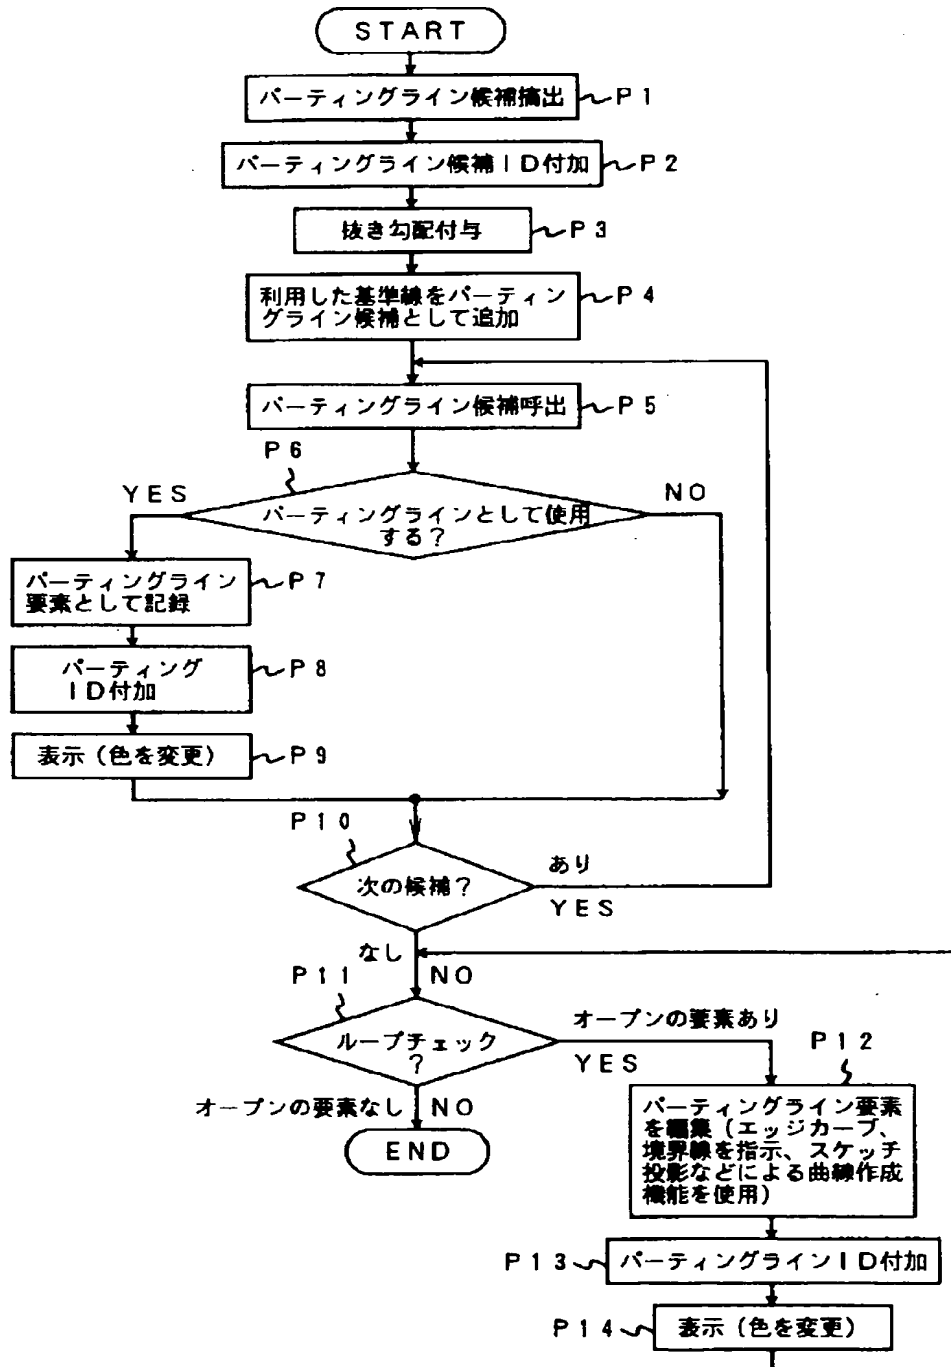 START
パーティングライン候補摘出
P1
パーティングライン候補ID付加
P2
抜き勾配付与
P3
利用した基準線をパーティン
グライン候補として追加
P4
パーティングライン候補呼出
P5
P6
YES
NO
パーティングラインとして使用
する?
パーティングライン
要素として記録
P7
パーティング
ID付加
P8
表示(色を変更)
P9
P10
次の候補?
あり
YES
なし
NO
P11
ループチェック
?
オープンの要素あり
YES
オープンの要素なし
NO
END
P12
パーティングライン要素
を編集(エッジカーブ、
境界線を指示、スケッチ
投影などによる曲線作成
機能を使用)
P13
パーティングラインID付加
P14
表示(色を変更)